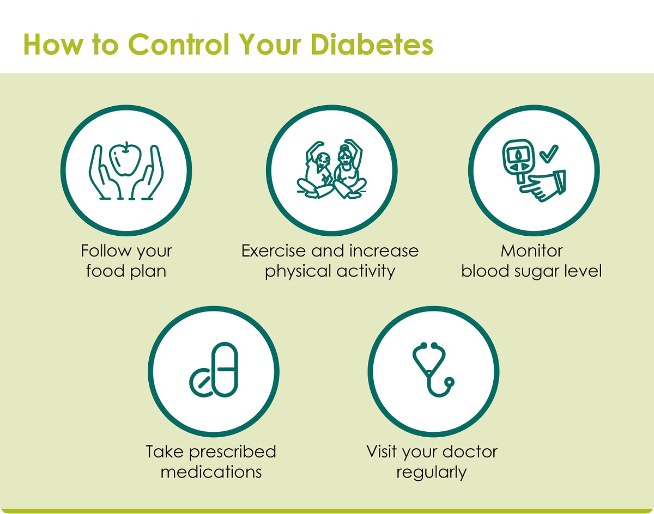 How to Control Your Diabetes
Follow your
food plan
Exercise and increase
physical activity
Monitor
blood sugar level
Take prescribed
medications
Visit your doctor
regularly